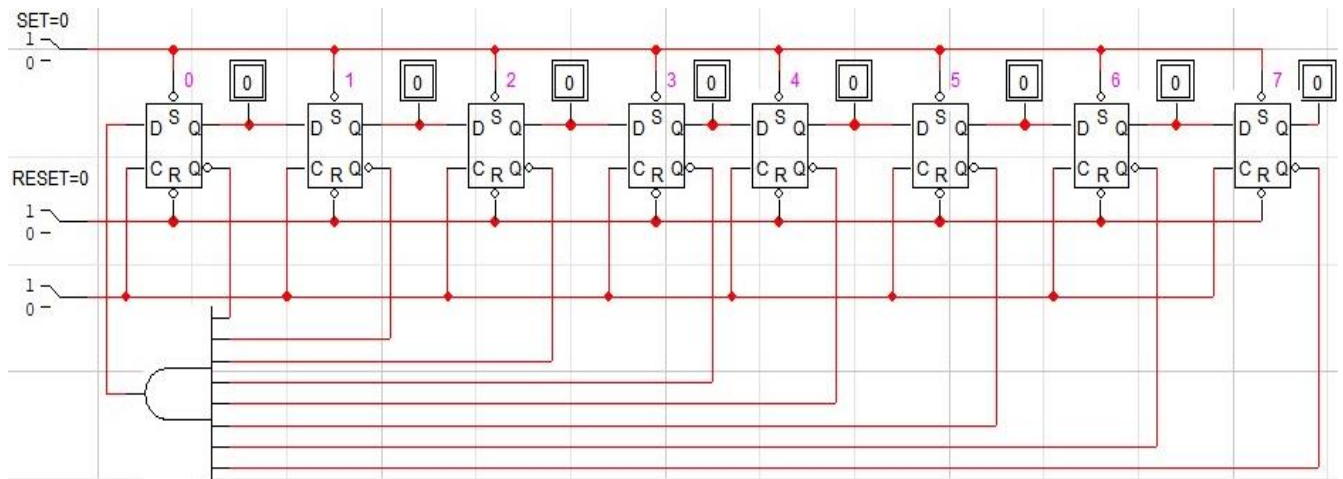 SET=0
1
0
0 0 1 0 2 0 3 0 4 0 5 0 6 0 7 0
S S S S S S S S
D Q D Q D Q D Q D Q D Q D Q D Q
C R Q C R Q C R Q C R Q C R Q C R Q C R Q C R Q
RESET=0
1
0
1
0